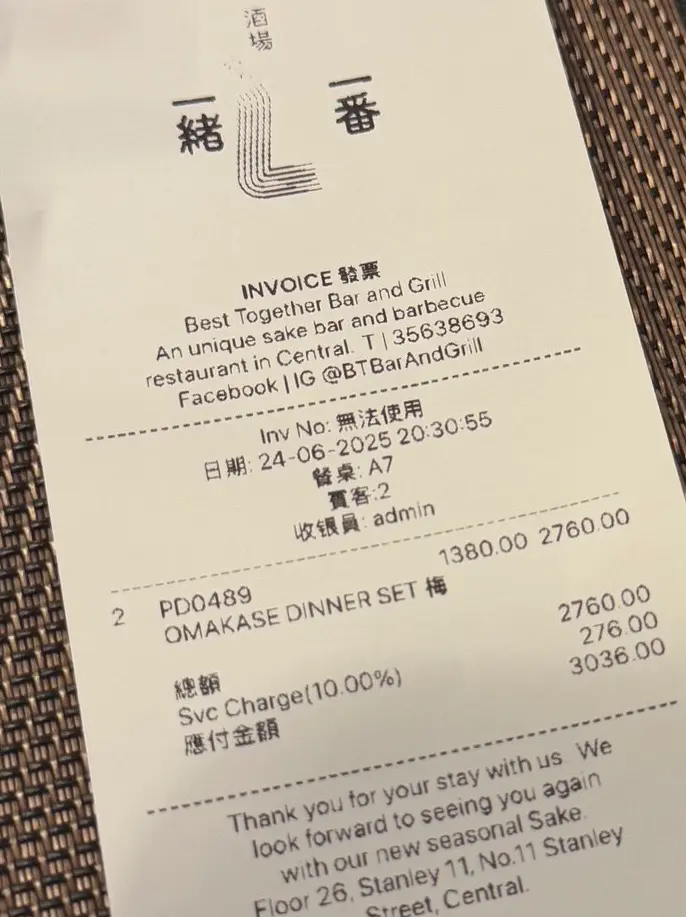 酒場
一緒
一番
INVOICE 發票
Best Together Bar and Grill
An unique sake bar and barbecue
restaurant in Central. T | 35638693
Facebook | IG @BTBarAndGrill
Inv No: 無法使用
日期: 24-06-2025 20:30:55
餐桌: A7
賓客:2
收银員: admin
2 PD0489 1380.00 2760.00
OMAKASE DINNER SET 梅
總額 2760.00
Svc Charge(10.00%) 276.00
應付金額 3036.00
Thank you for your stay with us. We
look forward to seeing you again
with our new seasonal Sake.
Floor 26, Stanley 11, No.11 Stanley
Street, Central.